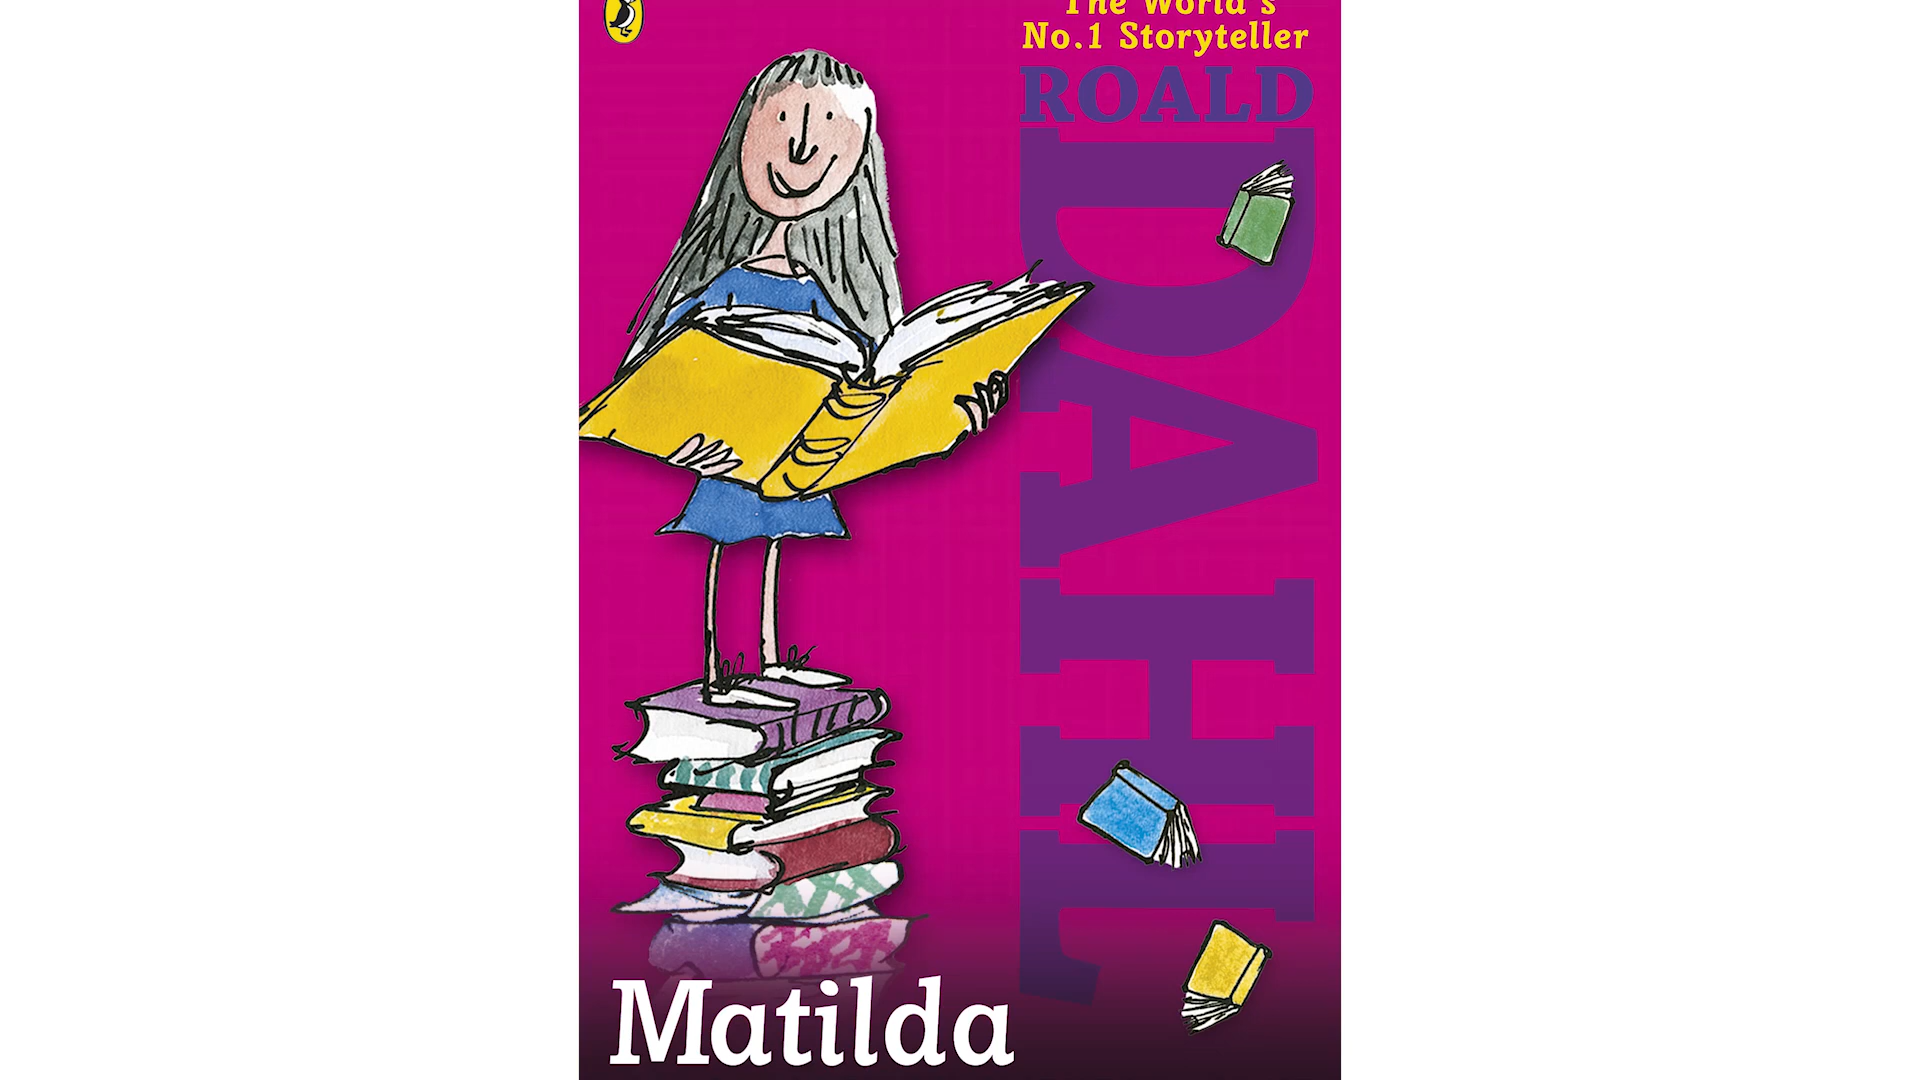 The World's
No.1 Storyteller
ROALD
DAHL
Matilda